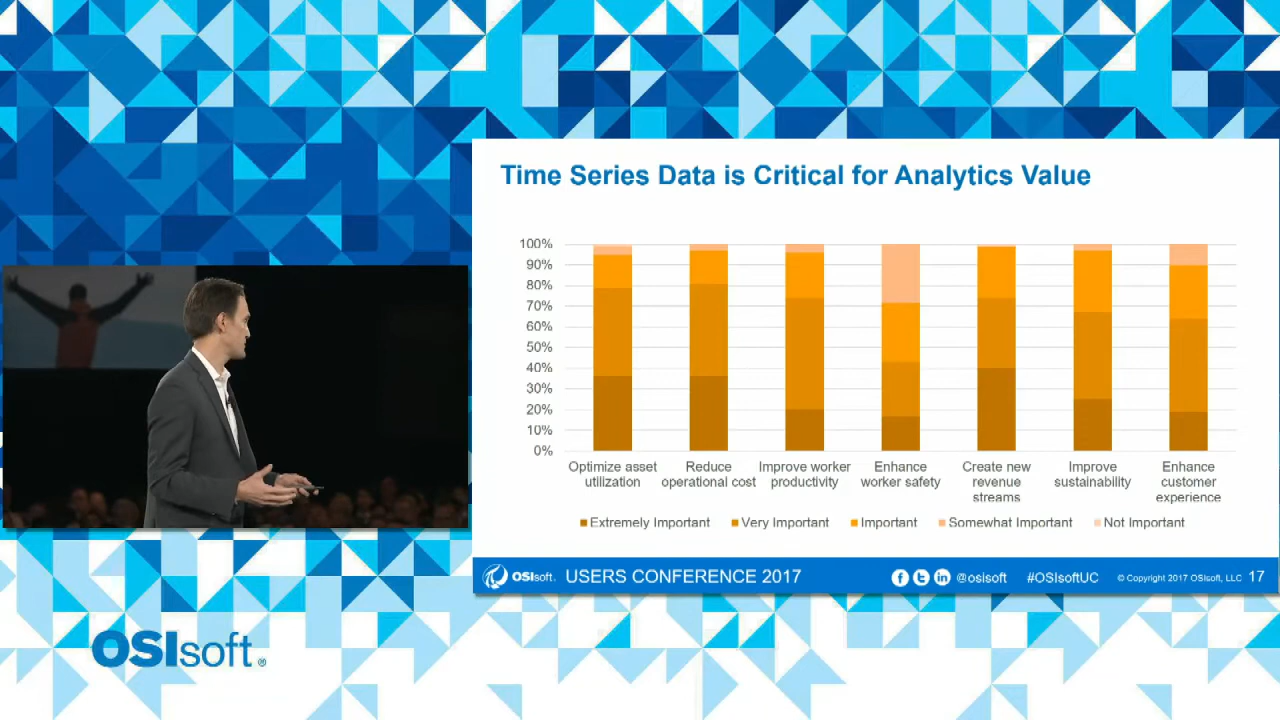 Time Series Data is Critical for Analytics Value
100%
90%
80%
70%
60%
50%
40%
30%
20%
10%
0%
Optimize asset
utilization
Reduce
operational cost
Improve worker
productivity
Enhance
worker safety
Create new
revenue
streams
Improve
sustainability
Enhance
customer
experience
Extremely Important Very Important Important Somewhat Important Not Important
OSIsoft. USERS CONFERENCE 2017 @osisoft #OSIsoftUC © Copyright 2017 OSIsoft, LLC 17
OSIsoft®